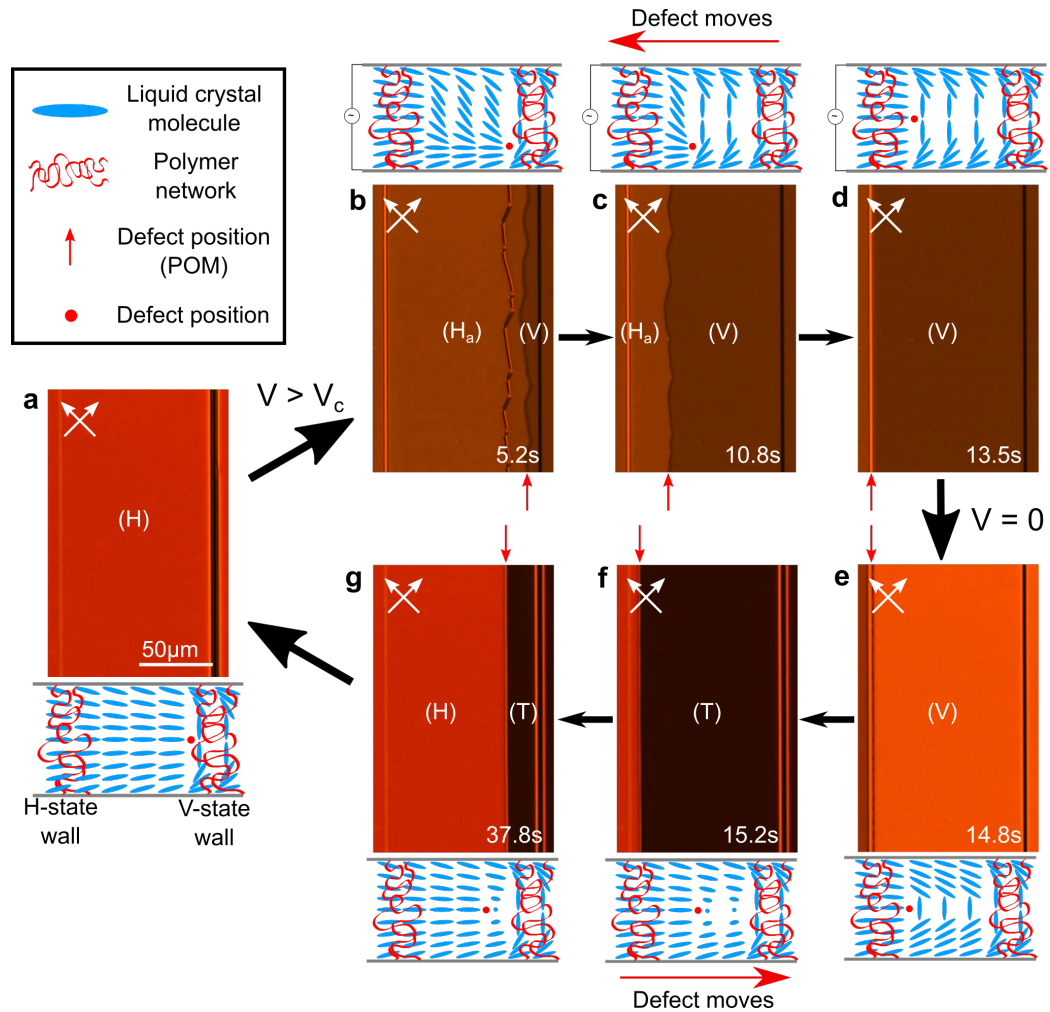 Defect moves
Liquid crystal
molecule
Polymer
network
Defect position
(POM)
Defect position
~
~
~
b
(Hₐ)
(V)
5.2s
c
(Hₐ)
(V)
10.8s
d
(V)
13.5s
a
(H)
50µm
V > V꜀
V = 0
H-state
wall
V-state
wall
g
(H)
(T)
37.8s
f
(T)
15.2s
e
(V)
14.8s
Defect moves